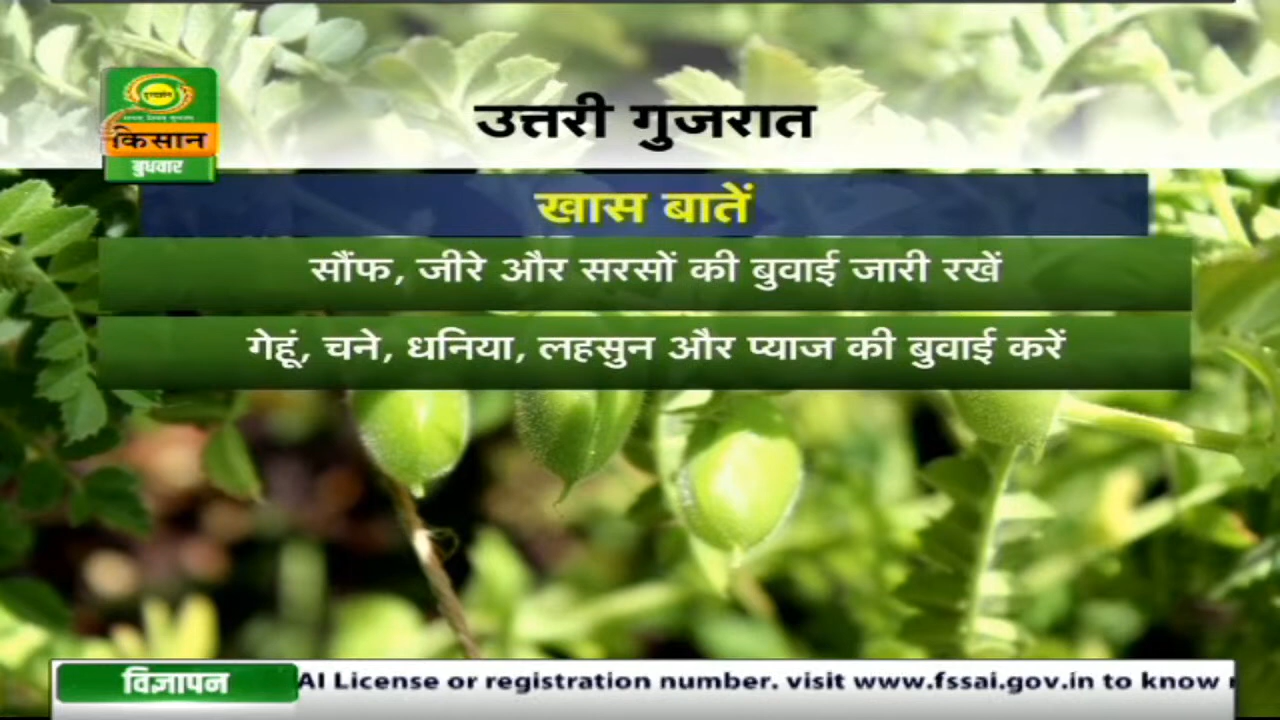 उत्तरी गुजरात
किसान
बुधवार
खास बातें
सौंफ, जीरे और सरसों की बुवाई जारी रखें
गेहूं, चने, धनिया, लहसुन और प्याज की बुवाई करें
विज्ञापन
AI License or registration number. visit www.fssai.gov.in to know